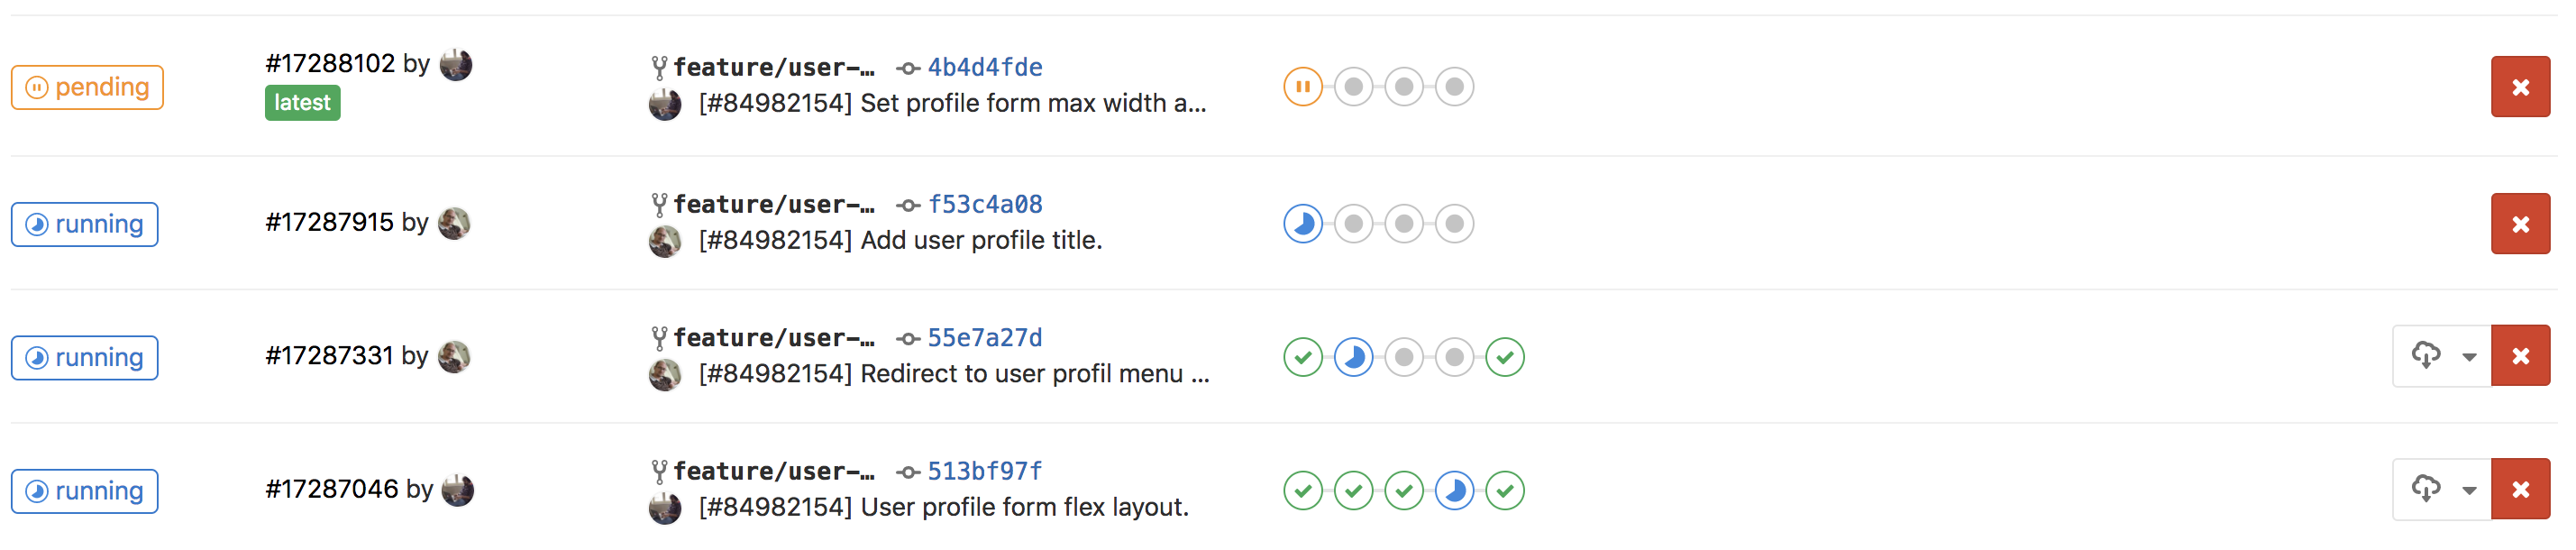 pending
#17288102 by
latest
feature/user-… 4b4d4fde
[#84982154] Set profile form max width a...
running
#17287915 by
feature/user-… f53c4a08
[#84982154] Add user profile title.
running
#17287331 by
feature/user-… 55e7a27d
[#84982154] Redirect to user profil menu ...
running
#17287046 by
feature/user-… 513bf97f
[#84982154] User profile form flex layout.